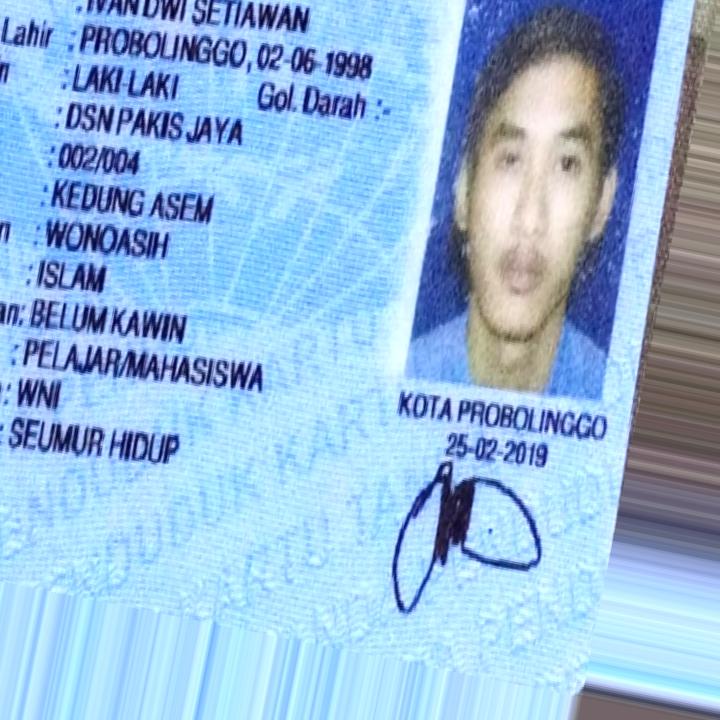 : IVAN DWI SETIAWAN
Lahir : PROBOLINGGO, 02-06-1998
: LAKI-LAKI Gol. Darah :-
: DSN PAKIS JAYA
: 002/004
: KEDUNG ASEM
: WONOASIH
: ISLAM
an: BELUM KAWIN
: PELAJAR/MAHASISWA
: WNI
: SEUMUR HIDUP
KOTA PROBOLINGGO
25-02-2019